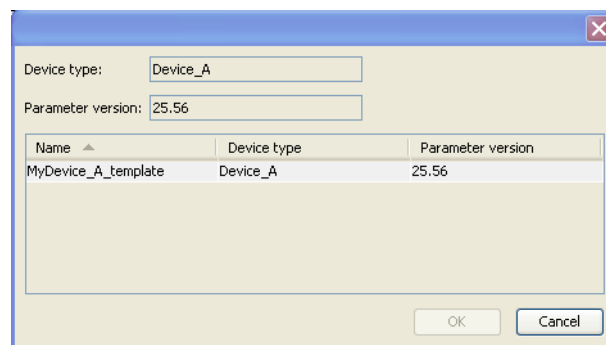 Device type: Device_A
Parameter version: 25.56
Name Device type Parameter version
MyDevice_A_template Device_A 25.56
OK Cancel